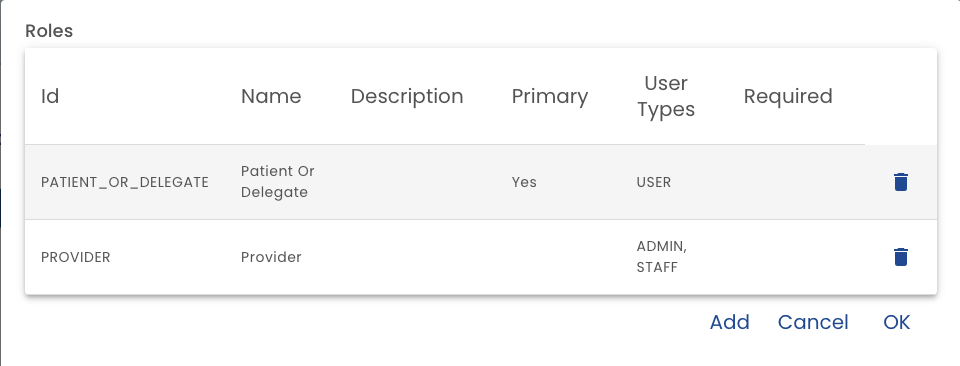 Roles
Id Name Description Primary User Types Required
PATIENT_OR_DELEGATE Patient Or Delegate Yes USER
PROVIDER Provider ADMIN, STAFF
Add Cancel OK